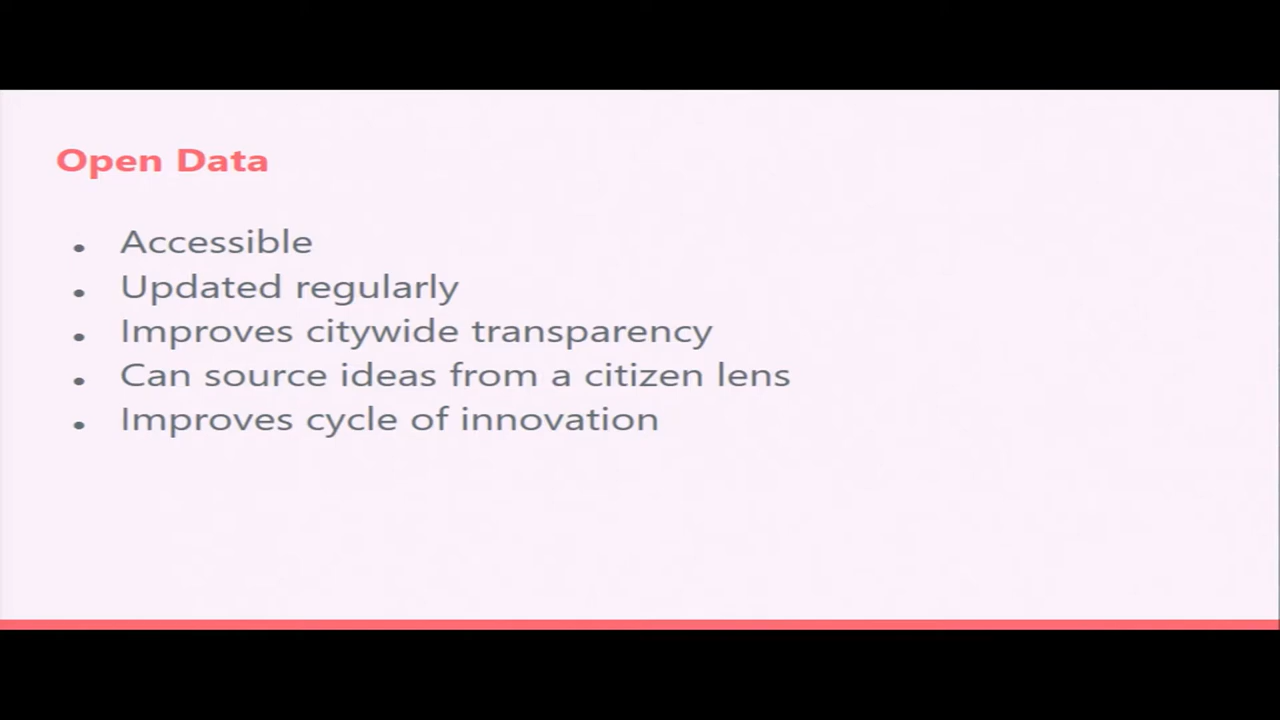 Open Data
• Accessible
• Updated regularly
• Improves citywide transparency
• Can source ideas from a citizen lens
• Improves cycle of innovation